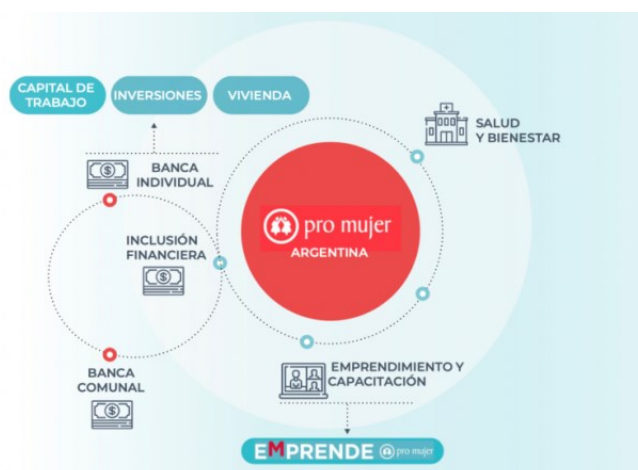 CAPITAL DE
TRABAJO
INVERSIONES
VIVIENDA
BANCA
INDIVIDUAL
INCLUSIÓN
FINANCIERA
BANCA
COMUNAL
pro mujer
ARGENTINA
SALUD
Y BIENESTAR
EMPRENDIMIENTO Y
CAPACITACIÓN
EMPRENDE pro mujer